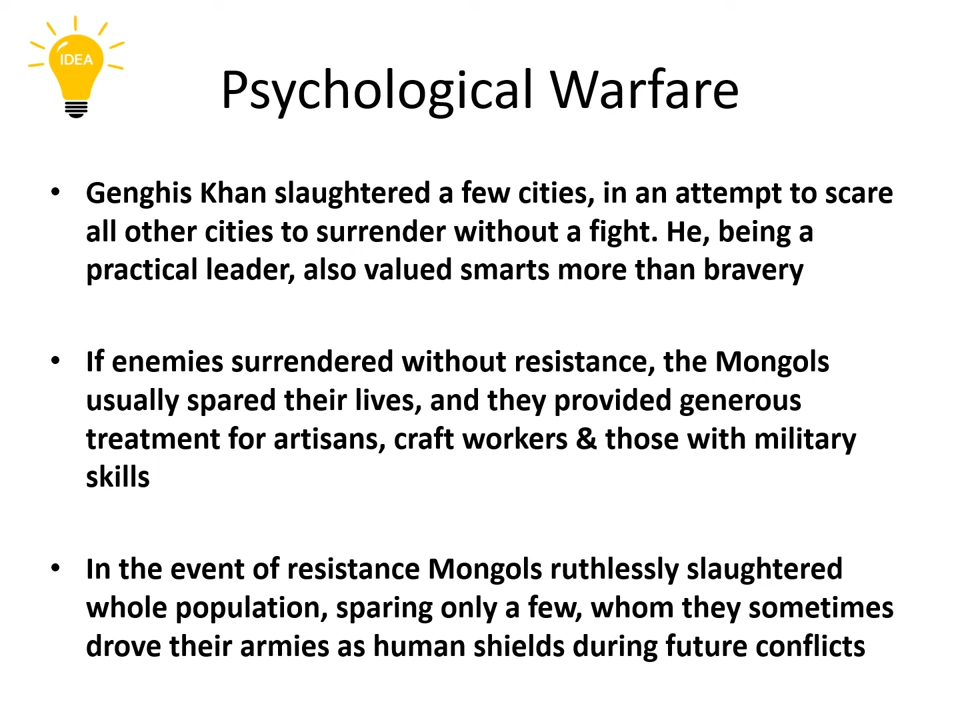 IDEA
Psychological Warfare
• Genghis Khan slaughtered a few cities, in an attempt to scare
all other cities to surrender without a fight. He, being a
practical leader, also valued smarts more than bravery
• If enemies surrendered without resistance, the Mongols
usually spared their lives, and they provided generous
treatment for artisans, craft workers & those with military
skills
• In the event of resistance Mongols ruthlessly slaughtered
whole population, sparing only a few, whom they sometimes
drove their armies as human shields during future conflicts